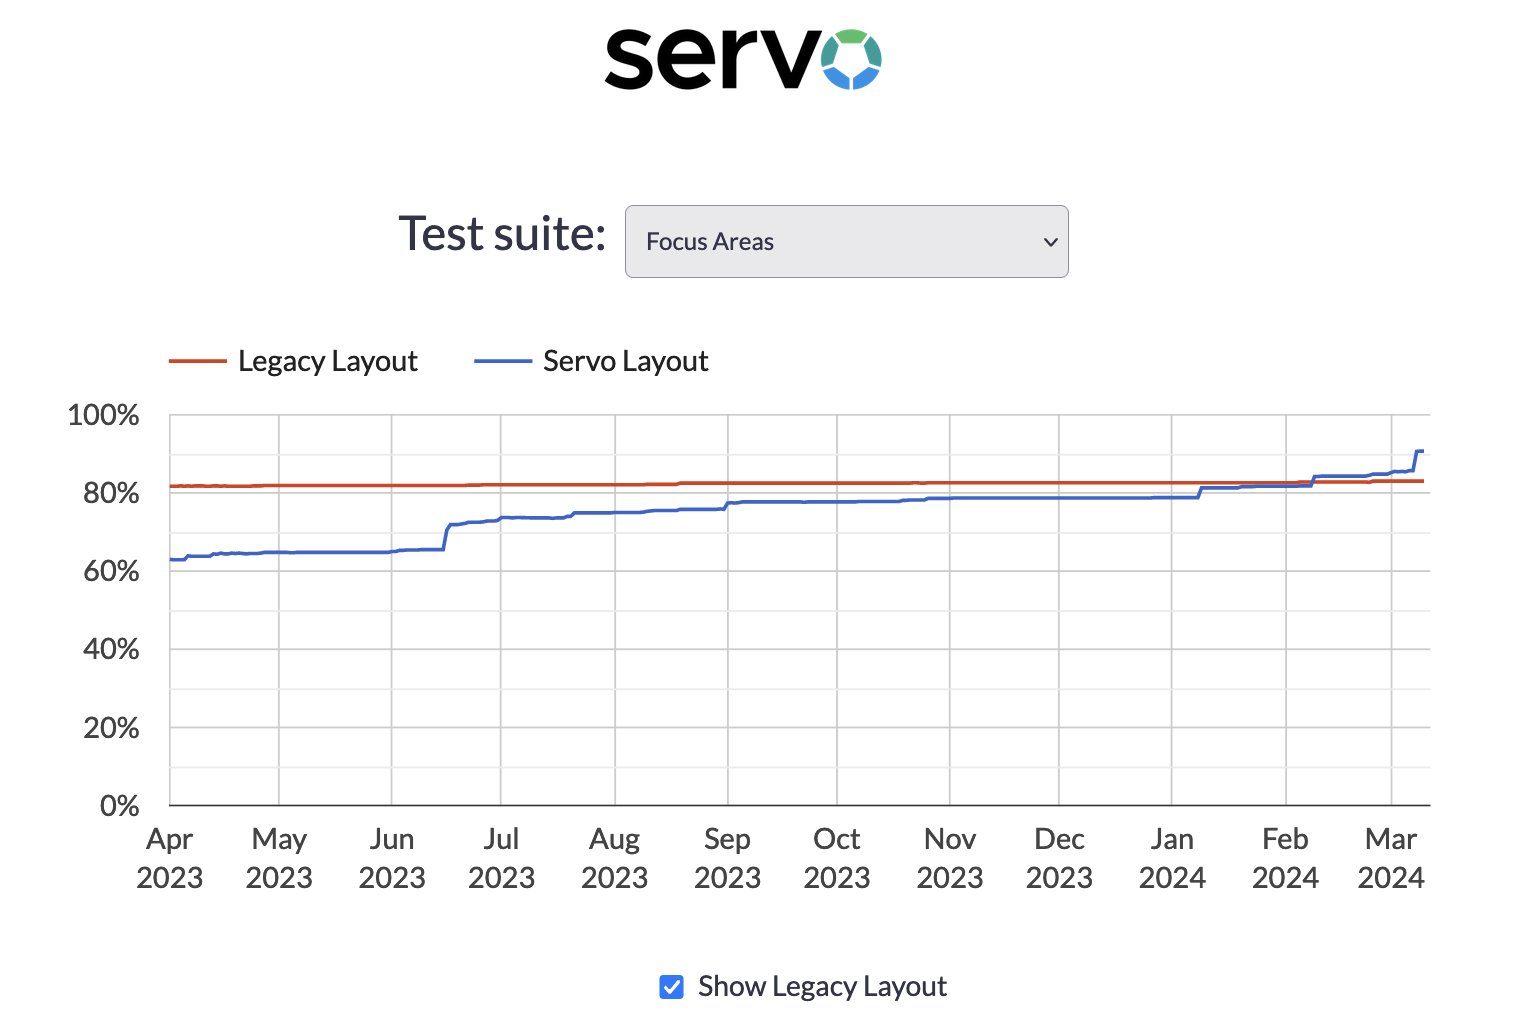 servo
Test suite:
Focus Areas
Legacy Layout
Servo Layout
100%
80%
60%
40%
20%
0%
Apr 2023
May 2023
Jun 2023
Jul 2023
Aug 2023
Sep 2023
Oct 2023
Nov 2023
Dec 2023
Jan 2024
Feb 2024
Mar 2024
Show Legacy Layout